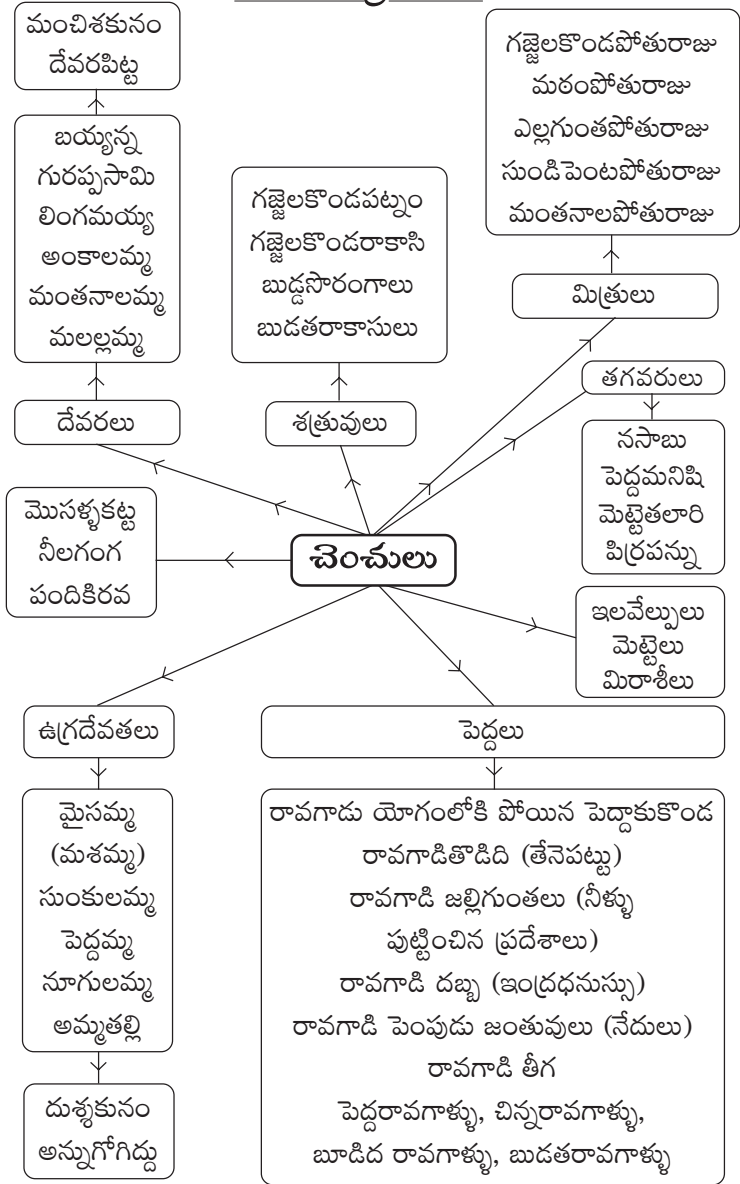 మంచిశకునం
దేవరపిట్ట
బయ్యన్న
గురప్పసామి
లింగమయ్య
అంకాలమ్మ
మంతనాలమ్మ
మలల్లమ్మ
దేవరలు
గజ్జెలకొండపట్నం
గజ్జెలకొండరాకాసి
బుడ్డసొరంగాలు
బుడతరాకాసులు
శత్రువులు
గజ్జెలకొండపోతురాజు
మఠంపోతురాజు
ఎల్లగుంతపోతురాజు
సుండిపెంటపోతురాజు
మంతనాలపోతురాజు
మిత్రులు
తగవరులు
నసాబు
పెద్దమనిషి
మెట్టెతలారి
పిర్రపన్ను
మొసళ్ళకట్ట
నీలగంగ
పందికిరవ
చెంచులు
ఇలవేల్పులు
మెట్టెలు
మిరాశీలు
ఉగ్రదేవతలు
మైసమ్మ
(మశమ్మ)
సుంకులమ్మ
పెద్దమ్మ
నూగులమ్మ
అమ్మతల్లి
దుశ్శకునం
అన్నుగోగిద్దు
పెద్దలు
రావగాడు యోగంలోకి పోయిన పెద్దాకుకొండ
రావగాడితొడిది (తేనెపట్టు)
రావగాడి జల్లిగుంతలు (నీళ్ళు
పుట్టించిన ప్రదేశాలు)
రావగాడి దబ్బ (ఇంద్రధనుస్సు)
రావగాడి పెంపుడు జంతువులు (నేదులు)
రావగాడి తీగ
పెద్దరావగాళ్ళు, చిన్నరావగాళ్ళు,
బూడిద రావగాళ్ళు, బుడతరావగాళ్ళు